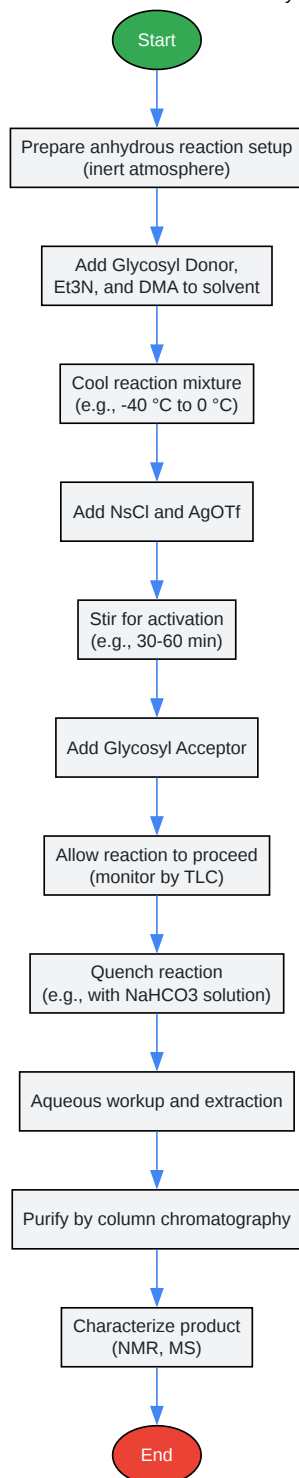 Start
Prepare anhydrous reaction setup
(inert atmosphere)
Add Glycosyl Donor,
Et3N, and DMA to solvent
Cool reaction mixture
(e.g., -40 °C to 0 °C)
Add NsCl and AgOTf
Stir for activation
(e.g., 30-60 min)
Add Glycosyl Acceptor
Allow reaction to proceed
(monitor by TLC)
Quench reaction
(e.g., with NaHCO3 solution)
Aqueous workup and extraction
Purify by column chromatography
Characterize product
(NMR, MS)
End